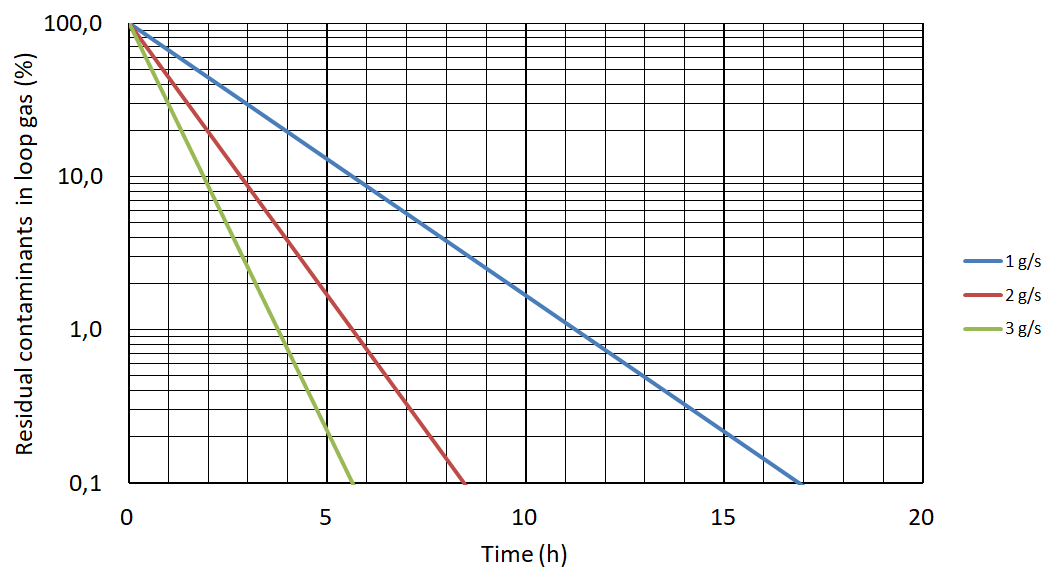 Residual contaminants in loop gas (%)
100,0
10,0
1,0
0,1
0
5
10
15
20
Time (h)
1 g/s
2 g/s
3 g/s